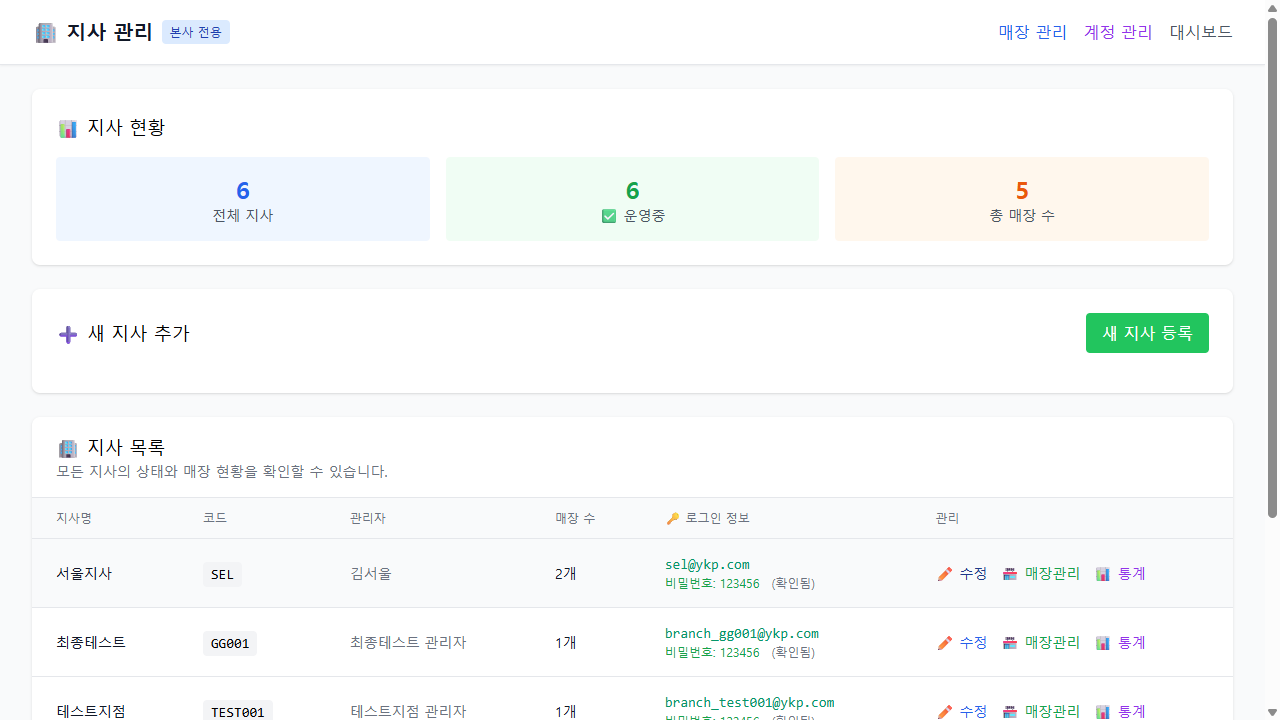 지사 관리 본사 전용 매장 관리 계정 관리 대시보드
지사 현황
6 6 5
전체 지사 운영중 총 매장 수
새 지사 추가 새 지사 등록
지사 목록
모든 지사의 상태와 매장 현황을 확인할 수 있습니다.
지사명 코드 관리자 매장 수 로그인 정보 관리
서울지사 SEL 김서울 2개 sel@ykp.com 수정 매장관리 통계
비밀번호: 123456 (확인됨)
최종테스트 GG001 최종테스트 관리자 1개 branch_gg001@ykp.com 수정 매장관리 통계
비밀번호: 123456 (확인됨)
테스트지점 TEST001 테스트지점 관리자 1개 branch_test001@ykp.com 수정 매장관리 통계
비밀번호: 123456 (확인됨)